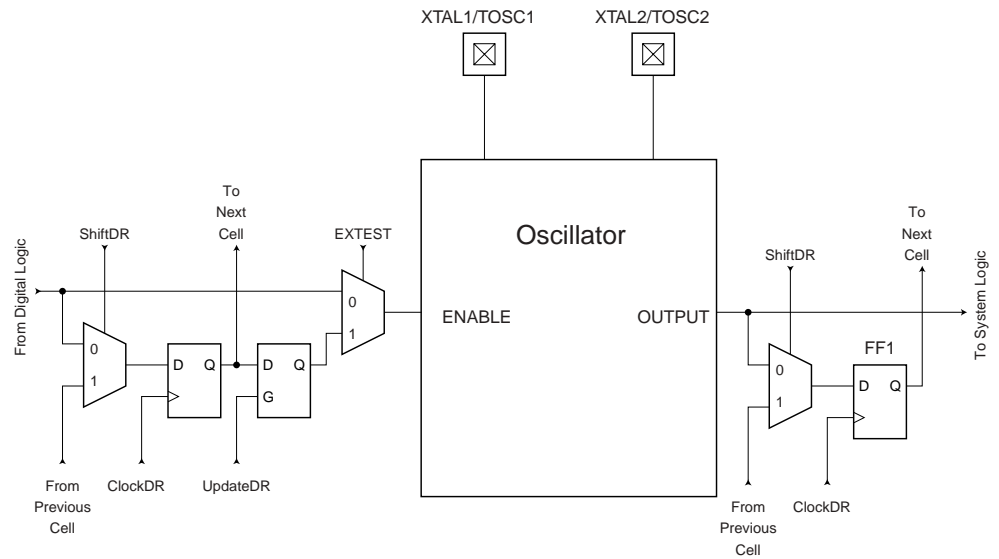 XTAL1/TOSC1
XTAL2/TOSC2
To
Next
Cell
ShiftDR
EXTEST
From Digital Logic
0
1
D Q
D Q
G
0
1
From
Previous
Cell
ClockDR
UpdateDR
Oscillator
ENABLE
OUTPUT
To
Next
Cell
ShiftDR
To System Logic
FF1
0
1
D Q
From
Previous
Cell
ClockDR